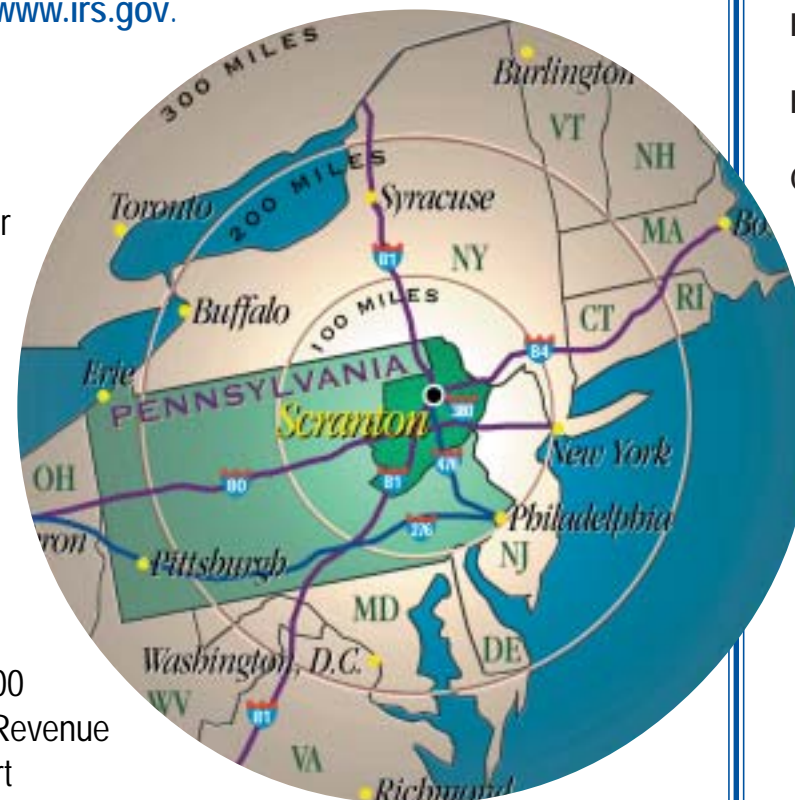 www.irs.gov.
300 MILES
Burlington
VT
NH
200 MILES
Toronto
Syracuse
r
MA
Bo
81
NY
Buffalo
100 MILES
CT
RI
84
Erie
PENNSYLVANIA
380
Scranton
New York
476
OH
80
81
Philadelphia
276
ron
Pittsburgh
NJ
MD
Washington, D.C.
DE
00
WV
Revenue
81
VA
rt
Richmond